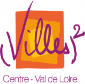 Villes²
Centre - Val de Loire